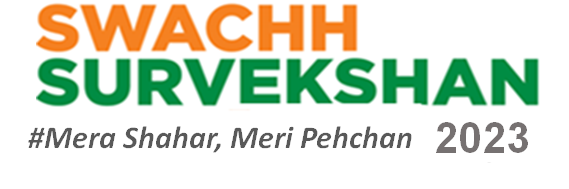 SWACHH
SURVEKSHAN
#Mera Shahar, Meri Pehchan 2023